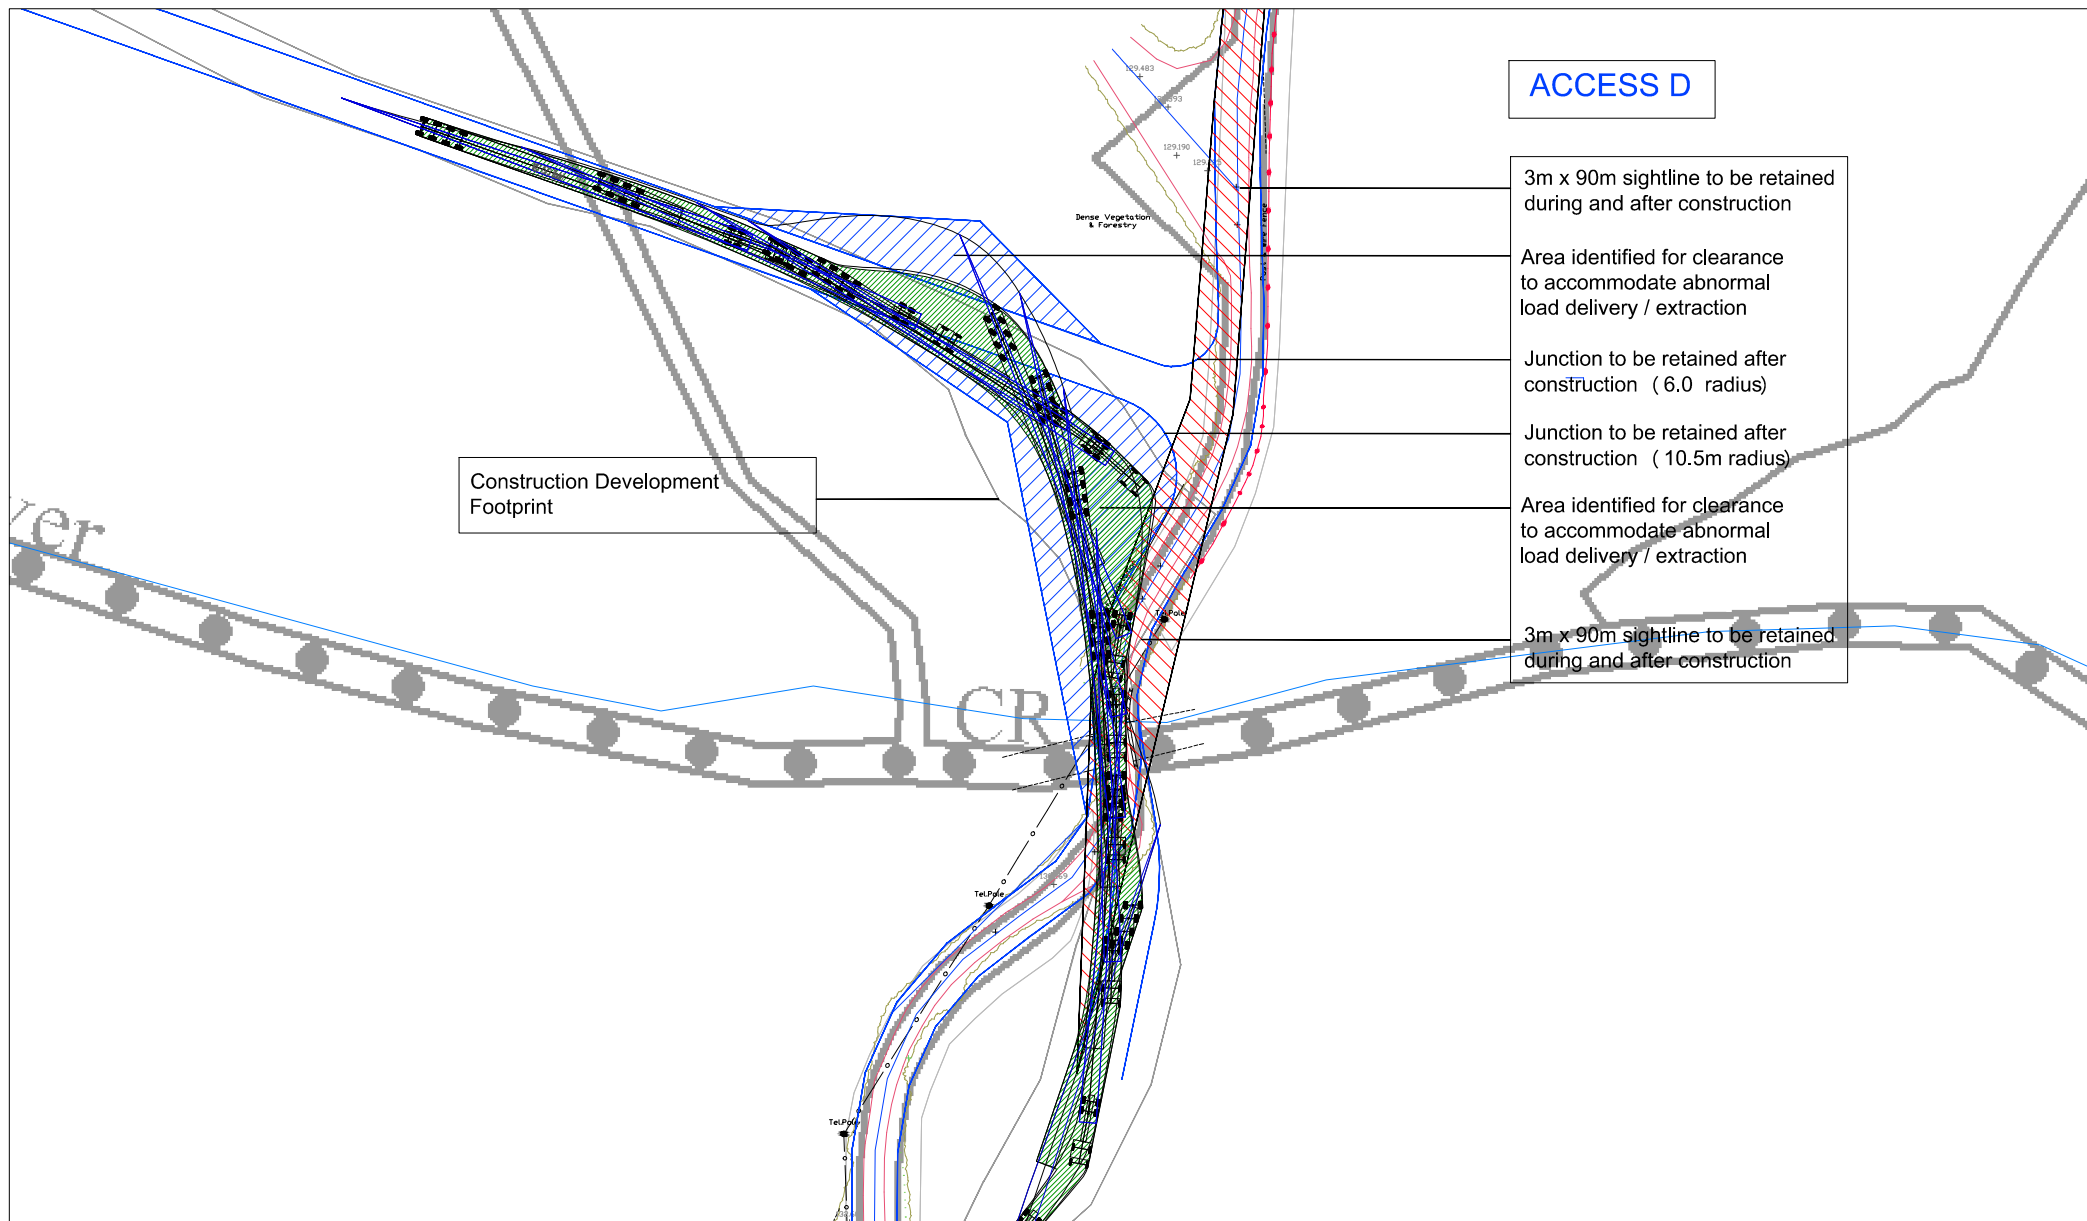 ACCESS D
129.483
129.190
Dense Vegetation
& Forestry
3m x 90m sightline to be retained
during and after construction
Area identified for clearance
to accommodate abnormal
load delivery / extraction
Junction to be retained after
construction ( 6.0 radius)
Junction to be retained after
construction ( 10.5m radius)
Construction Development
Footprint
Area identified for clearance
to accommodate abnormal
load delivery / extraction
Tel.Pole
3m x 90m sightline to be retained
during and after construction
CR
Tel.Pole
Tel.Pole